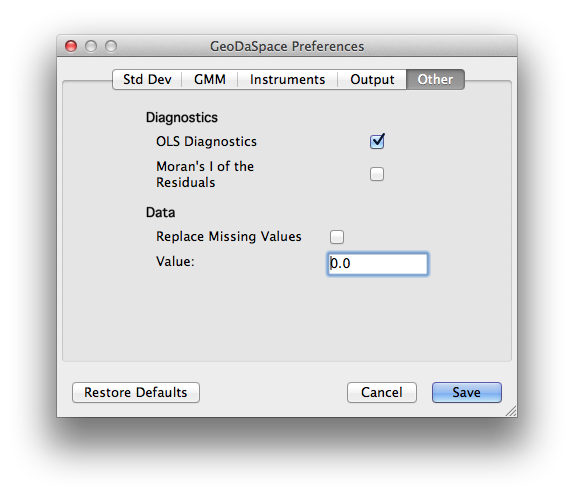 GeoDaSpace Preferences
Std Dev GMM Instruments Output Other
Diagnostics
OLS Diagnostics
Moran's I of the
Residuals
Data
Replace Missing Values
Value: 0.0
Restore Defaults Cancel Save